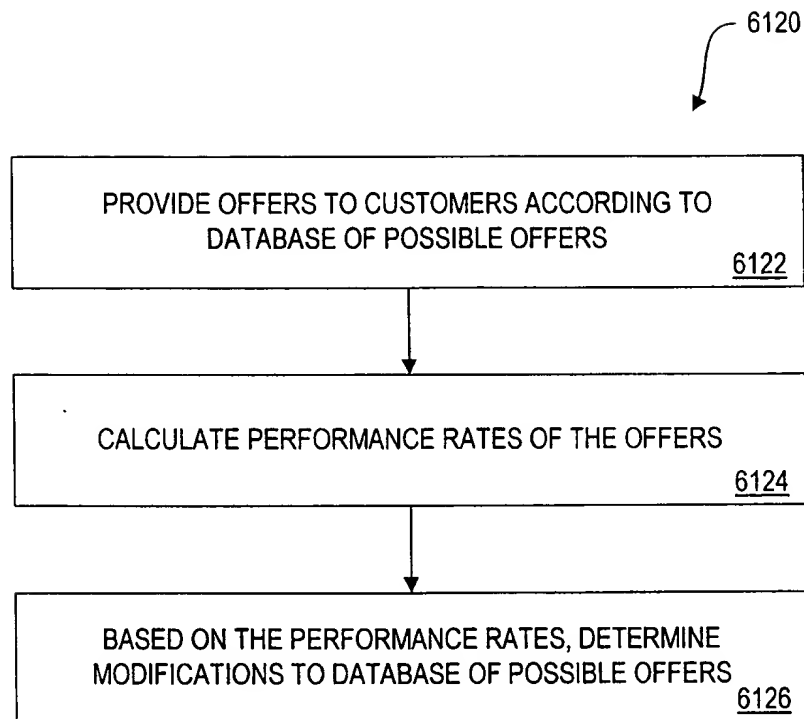 6120
PROVIDE OFFERS TO CUSTOMERS ACCORDING TO
DATABASE OF POSSIBLE OFFERS
6122
CALCULATE PERFORMANCE RATES OF THE OFFERS
6124
BASED ON THE PERFORMANCE RATES, DETERMINE
MODIFICATIONS TO DATABASE OF POSSIBLE OFFERS
6126